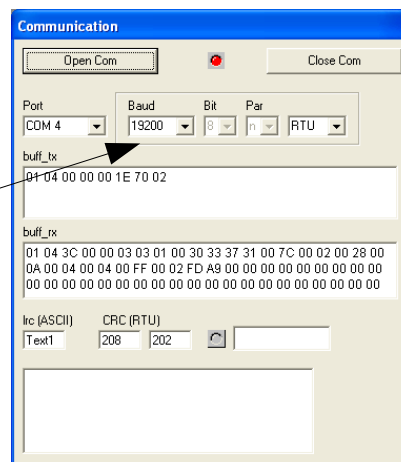 Communication
Open Com
Close Com
Port
Baud
Bit
Par
COM 4
19200
8
n
RTU
buff_tx
01 04 00 00 00 1E 70 02
buff_rx
01 04 3C 00 00 03 03 01 00 30 33 37 31 00 7C 00 02 00 28 00
0A 00 04 00 04 00 FF 00 02 FD A9 00 00 00 00 00 00 00 00 00
00 00 00 00 00 00 00 00 00 00 00 00 00 00 00 00 00 00 00 00
lrc (ASCII)
CRC (RTU)
Text1
208
202